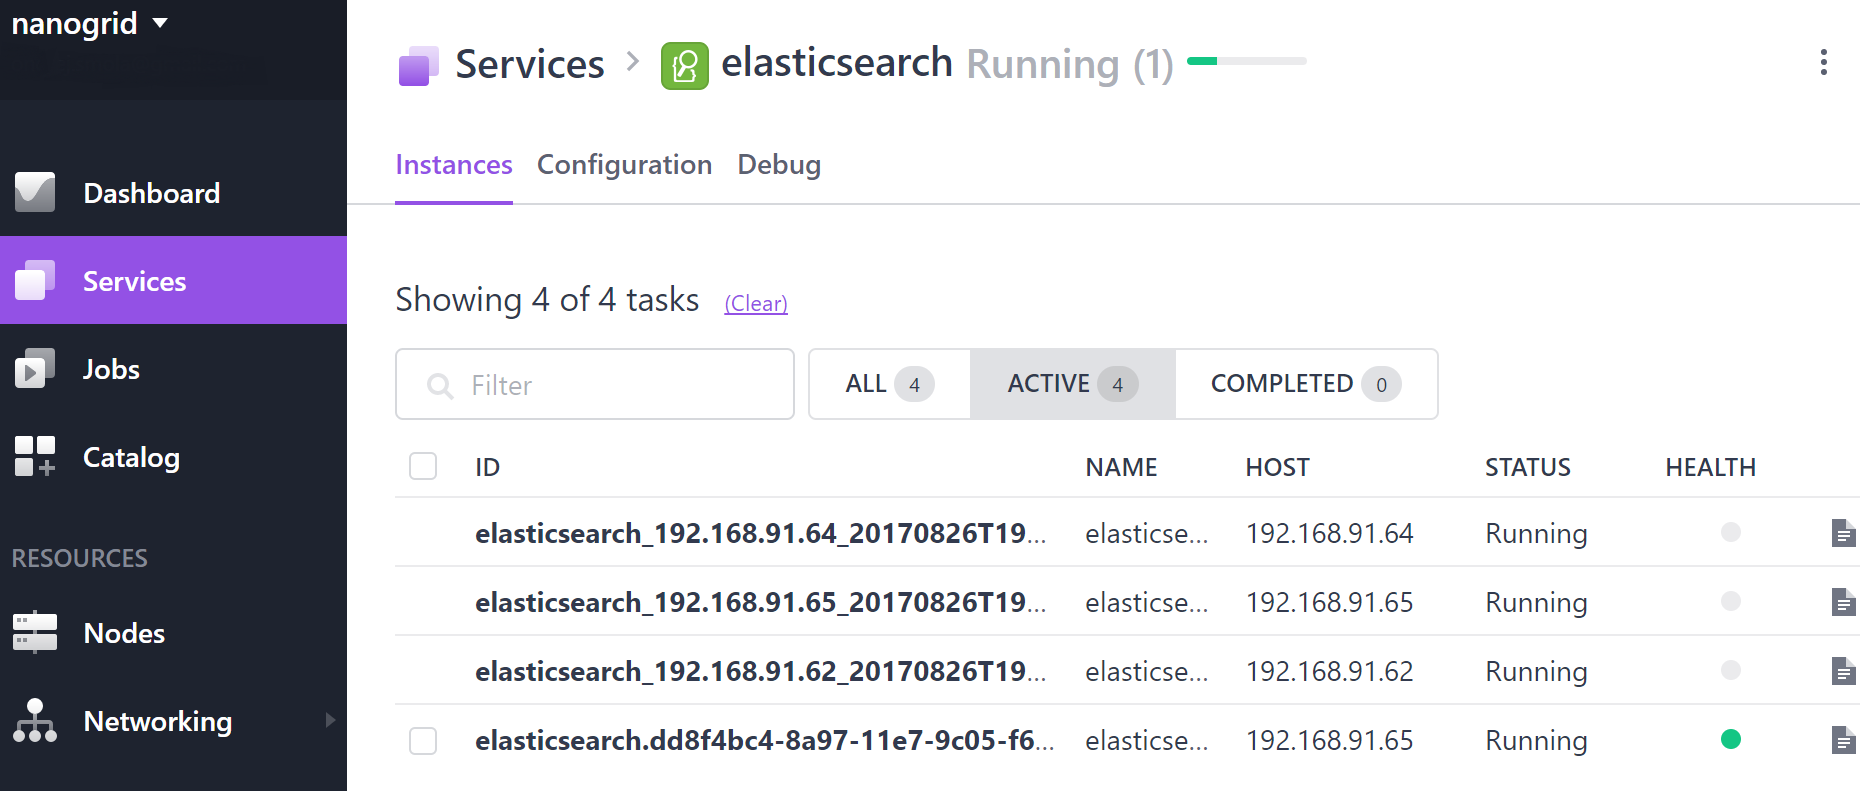 nanogrid
Services > elasticsearch Running (1)
Instances Configuration Debug
Dashboard
Services
Jobs
Catalog
RESOURCES
Nodes
Networking
Showing 4 of 4 tasks (Clear)
Filter ALL 4 ACTIVE 4 COMPLETED 0
ID NAME HOST STATUS HEALTH
elasticsearch_192.168.91.64_20170826T19... elasticse... 192.168.91.64 Running
elasticsearch_192.168.91.65_20170826T19... elasticse... 192.168.91.65 Running
elasticsearch_192.168.91.62_20170826T19... elasticse... 192.168.91.62 Running
elasticsearch.dd8f4bc4-8a97-11e7-9c05-f6... elasticse... 192.168.91.65 Running